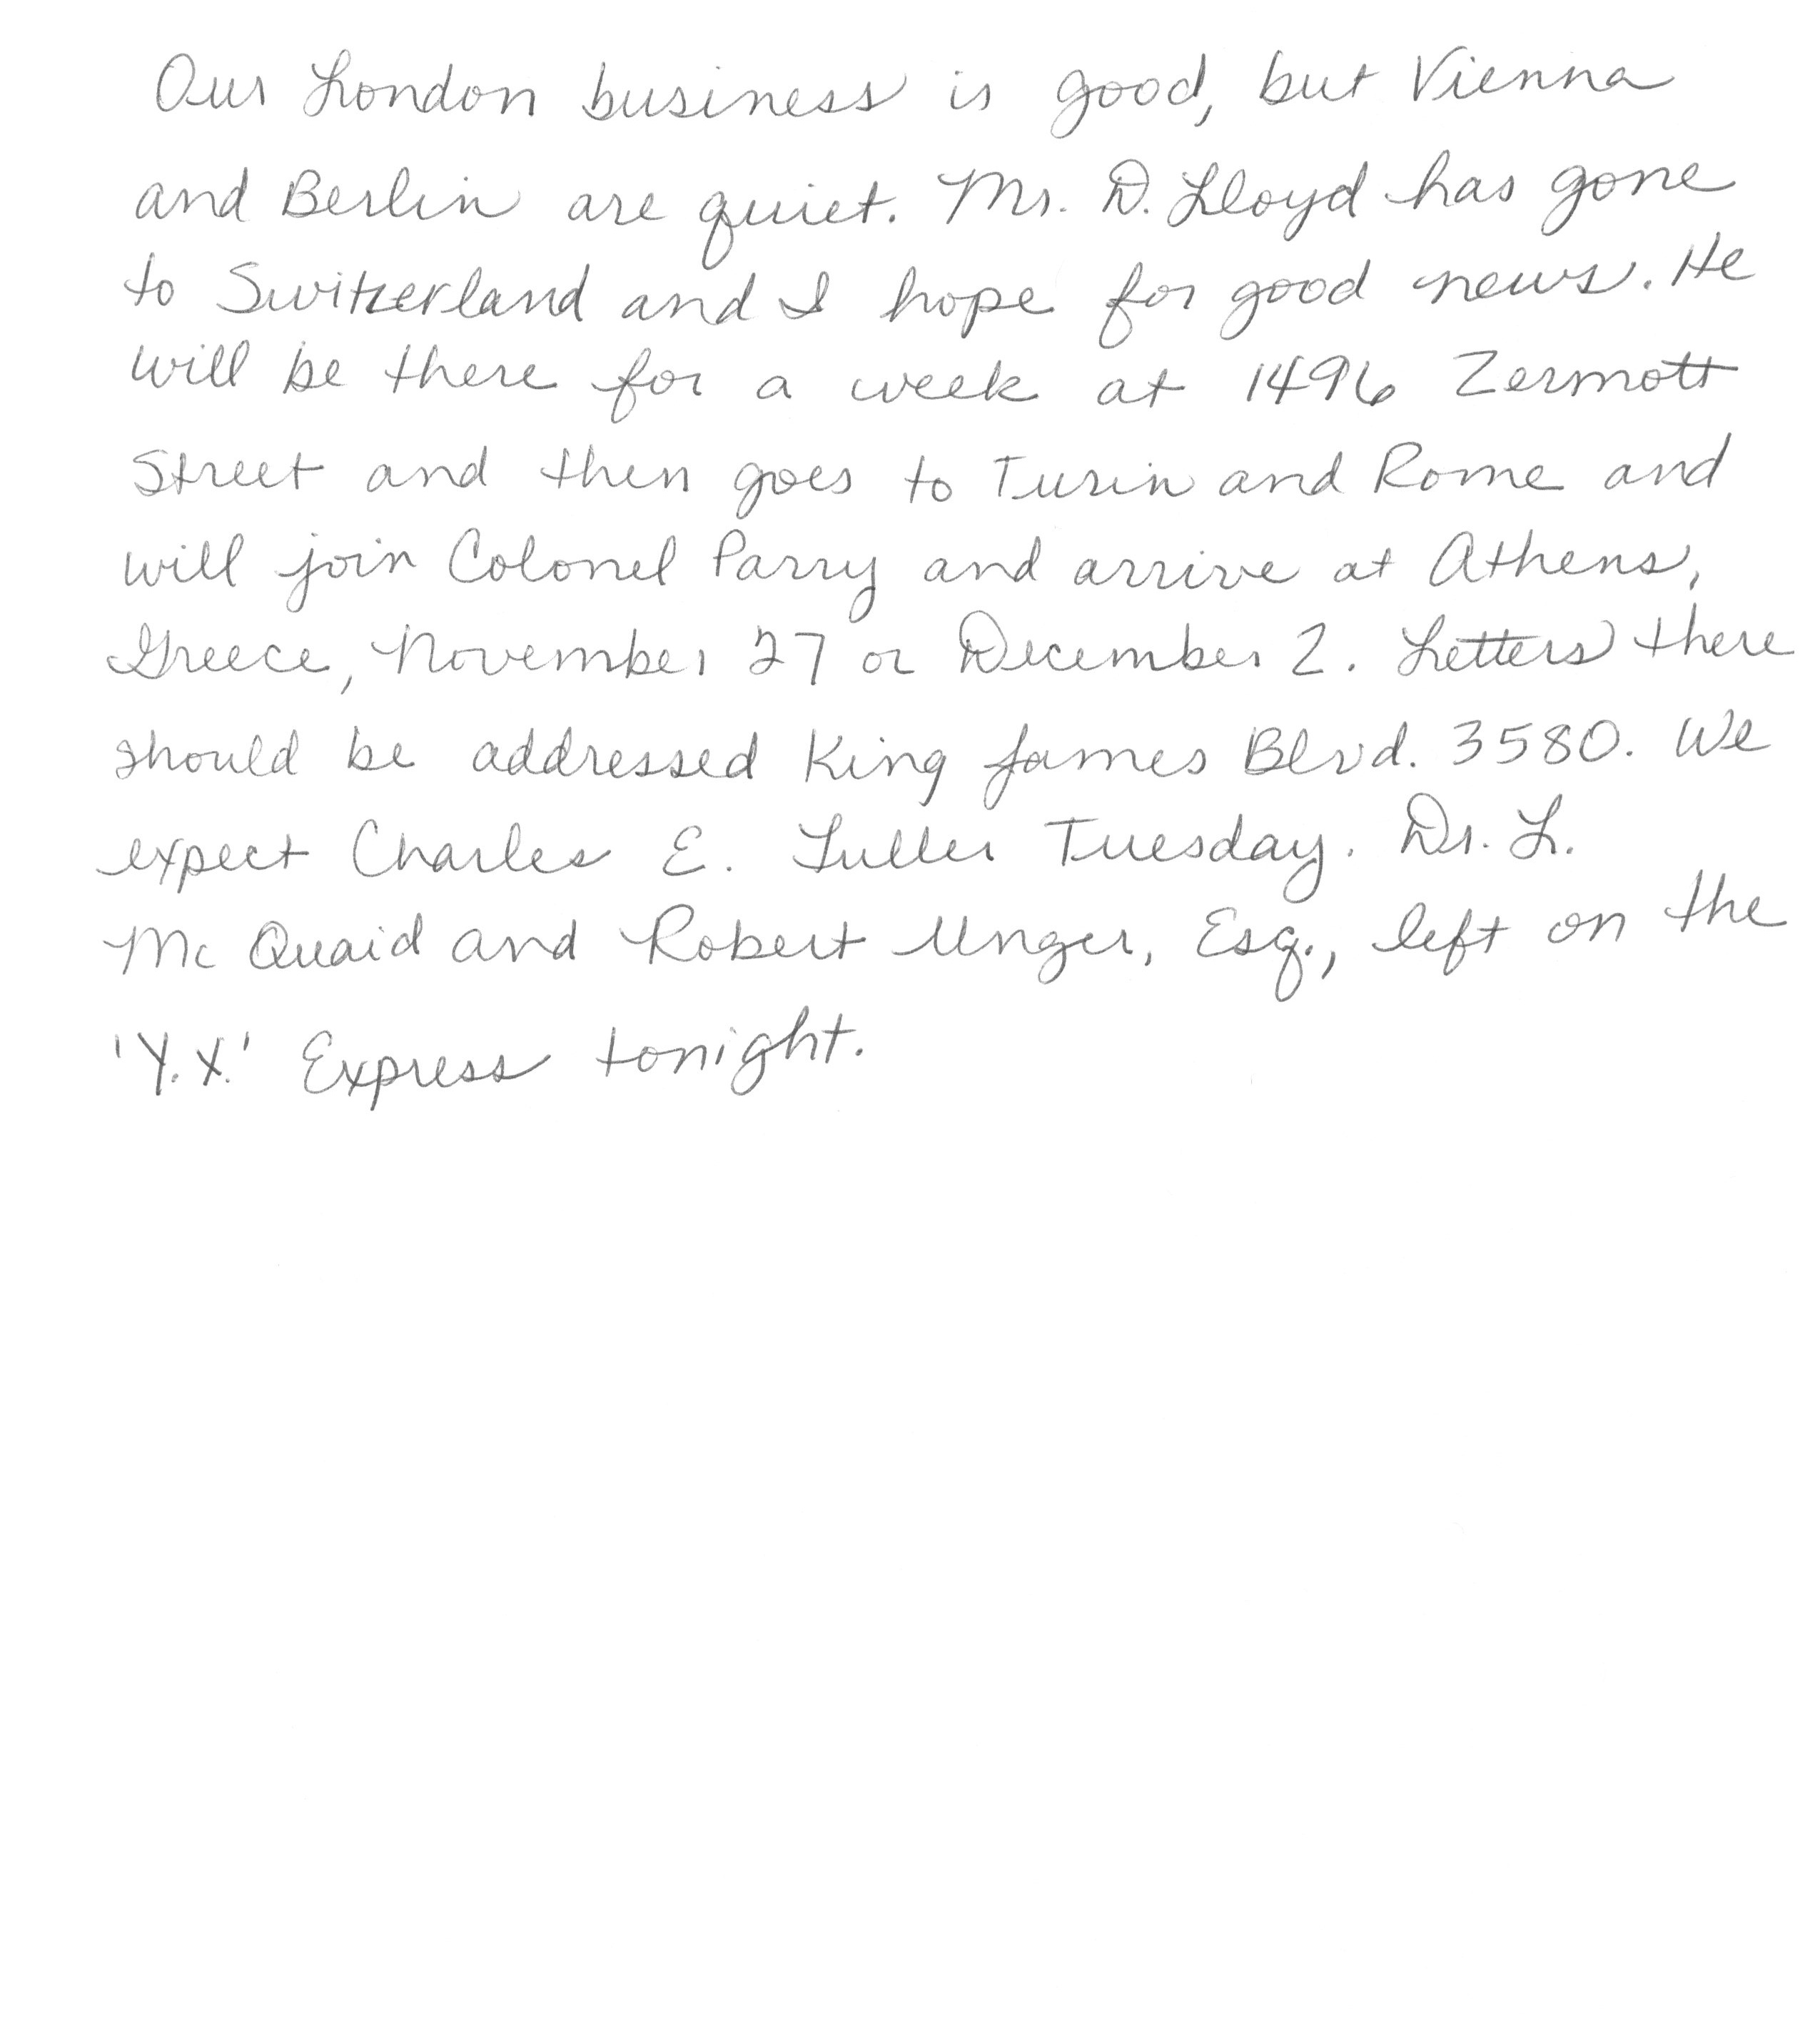 Our London business is good, but Vienna
and Berlin are quiet. Mr. D. Lloyd has gone
to Switzerland and I hope for good news. He
will be there for a week at 1496 Zermott
Street and then goes to Turin and Rome and
will join Colonel Parry and arrive at Athens,
Greece, November 27 or December 2. Letters there
should be addressed King James Blvd. 3580. We
expect Charles E. Fuller Tuesday. Dr. L.
Mc Quaid and Robert Unger, Esq., left on the
'Y.X.' Express tonight.